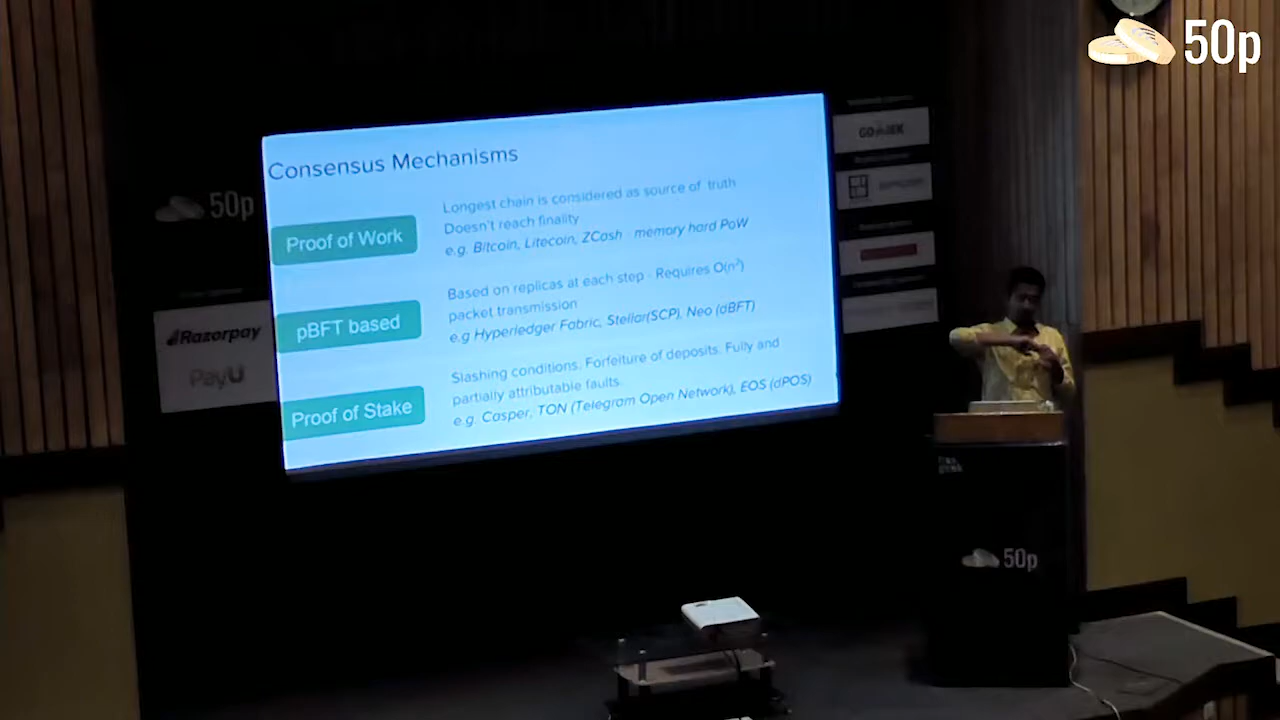 50p
Consensus Mechanisms
Proof of Work
Longest chain is considered as source of truth
Doesn't reach finality
e.g. Bitcoin, Litecoin, ZCash - memory hard PoW
pBFT based
Based on replicas at each step - Requires O(n²)
packet transmission
e.g Hyperledger Fabric, Stellar(SCP), Neo (dBFT)
Proof of Stake
Slashing conditions. Forfeiture of deposits. Fully and
partially attributable faults.
e.g. Casper, TON (Telegram Open Network), EOS (dPOS)
50p
Razorpay
PayU
GOJEK
has
geek
50p